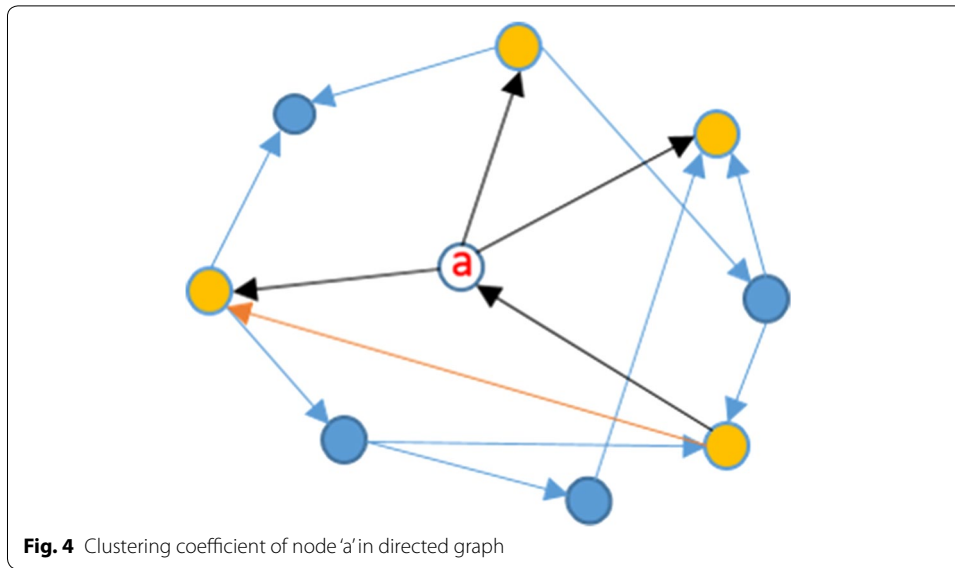 a
Fig. 4 Clustering coefficient of node 'a' in directed graph